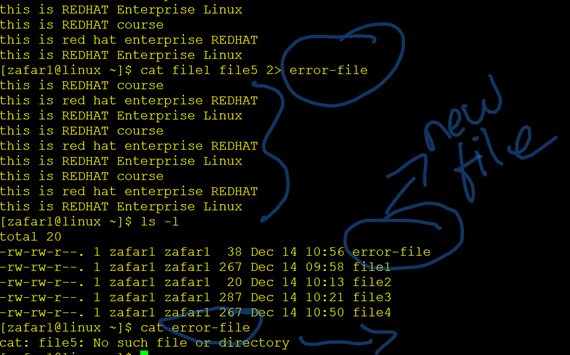 this is REDHAT Enterprise Linux
this is REDHAT course
this is red hat enterprise REDHAT
this is REDHAT Enterprise Linux
[zafar1@linux ~]$ cat file1 file5 2> error-file
this is REDHAT course
this is red hat enterprise REDHAT
this is REDHAT Enterprise Linux
this is REDHAT course
this is red hat enterprise REDHAT
this is REDHAT Enterprise Linux
this is REDHAT course
this is red hat enterprise REDHAT
this is REDHAT Enterprise Linux
[zafar1@linux ~]$ ls -l
total 20
-rw-rw-r--. 1 zafar1 zafar1  38 Dec 14 10:56 error-file
-rw-rw-r--. 1 zafar1 zafar1 267 Dec 14 09:58 file1
-rw-rw-r--. 1 zafar1 zafar1  20 Dec 14 10:13 file2
-rw-rw-r--. 1 zafar1 zafar1 287 Dec 14 10:21 file3
-rw-rw-r--. 1 zafar1 zafar1 267 Dec 14 10:50 file4
[zafar1@linux ~]$ cat error-file
cat: file5: No such file or directory
new
file